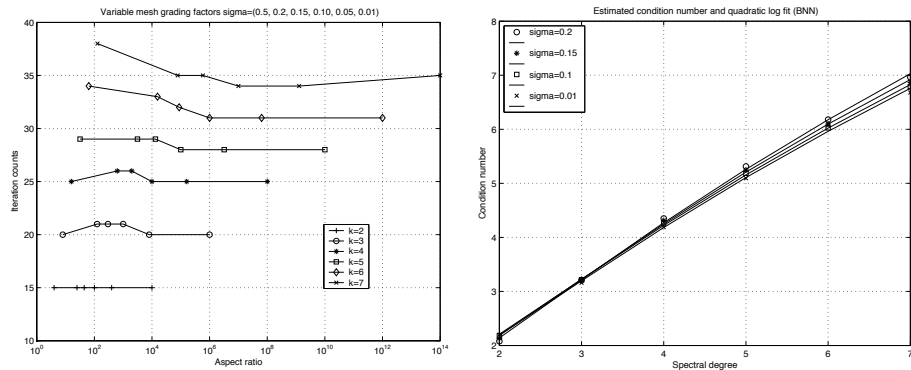 Variable mesh grading factors sigma=(0.5, 0.2, 0.15, 0.10, 0.05, 0.01)
40
35
30
25
20
15
10
Iteration counts
10^0
10^2
10^4
10^6
10^8
10^10
10^12
10^14
Aspect ratio
k=2
k=3
k=4
k=5
k=6
k=7
Estimated condition number and quadratic log fit (BNN)
8
7
6
5
4
3
2
Condition number
2
3
4
5
6
7
Spectral degree
sigma=0.2
sigma=0.15
sigma=0.1
sigma=0.01